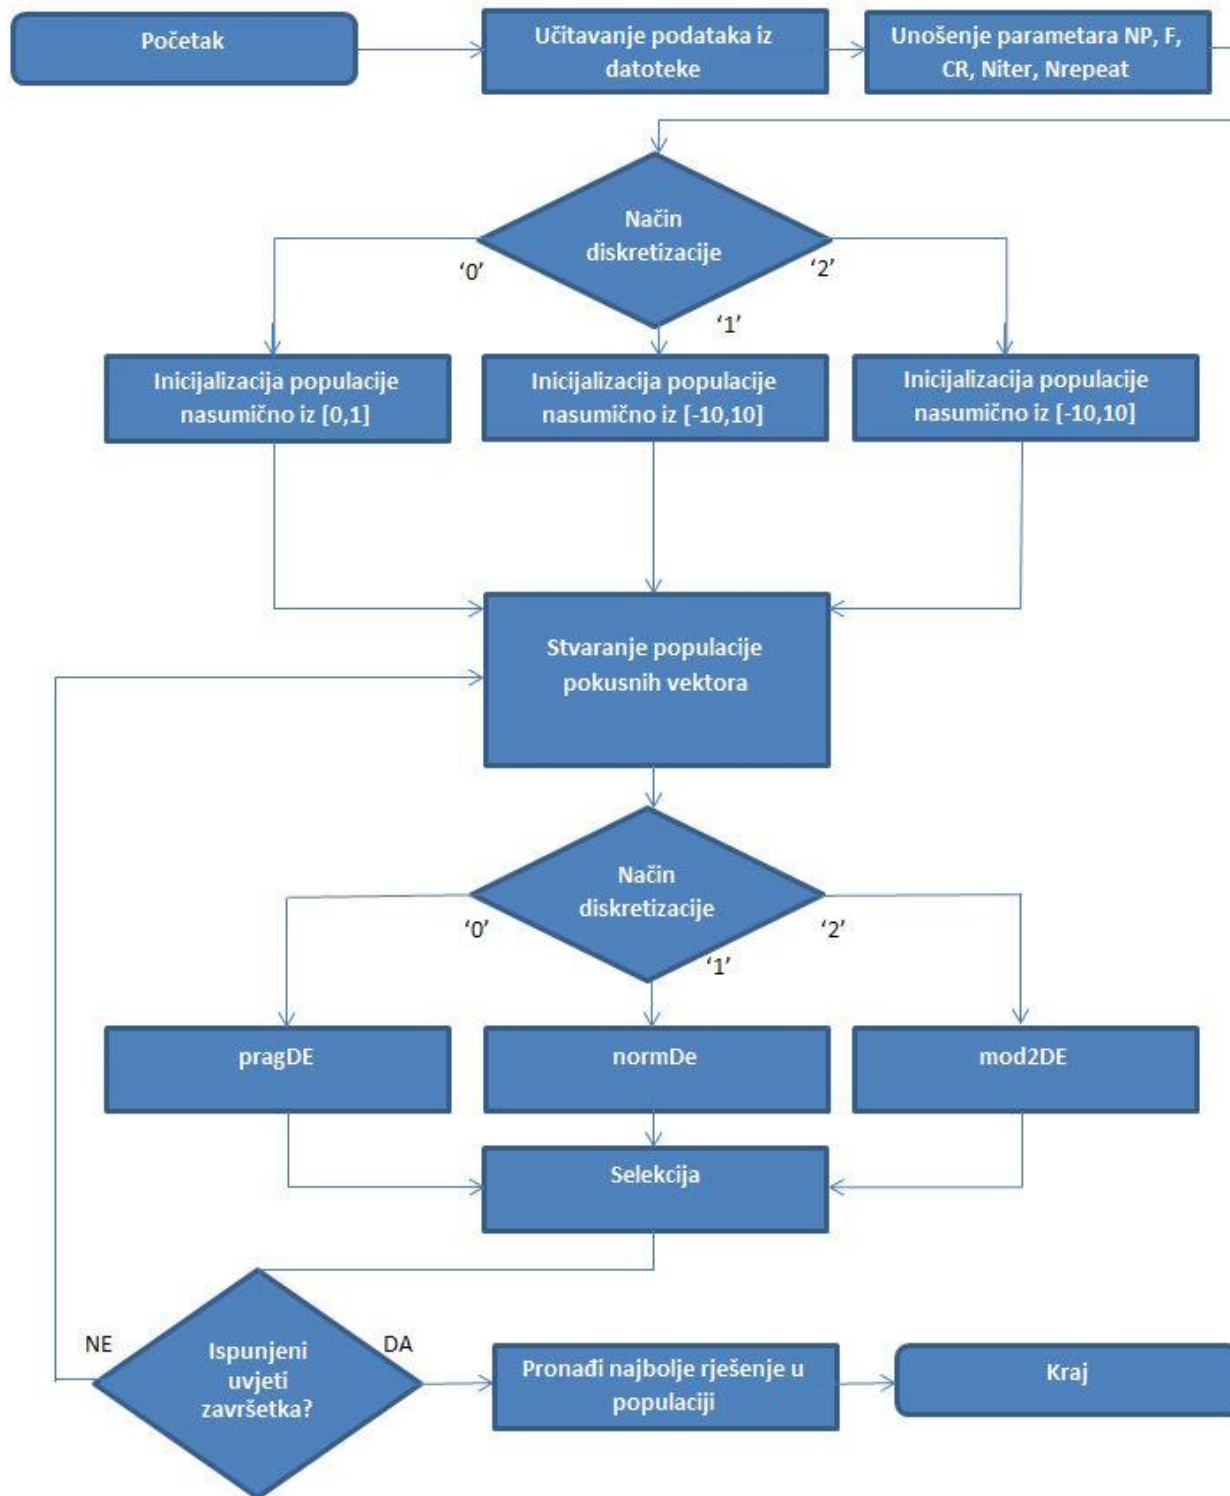 Početak
Učitavanje podataka iz
datoteke
Unošenje parametara NP, F,
CR, Niter, Nrepeat
Način
diskretizacije
‘0’
‘2’
‘1’
Inicijalizacija populacije
nasumično iz [0,1]
Inicijalizacija populacije
nasumično iz [-10,10]
Inicijalizacija populacije
nasumično iz [-10,10]
Stvaranje populacije
pokusnih vektora
Način
diskretizacije
‘0’
‘2’
‘1’
pragDE
normDe
mod2DE
Selekcija
NE
DA
Ispunjeni
uvjeti
završetka?
Pronađi najbolje rješenje u
populaciji
Kraj